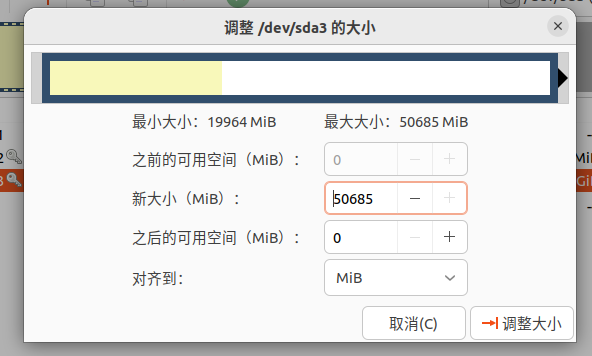 调整 /dev/sda3 的大小
最小大小：19964 MiB 最大大小：50685 MiB
之前的可用空间（MiB）： 0
新大小（MiB）： 50685
之后的可用空间（MiB）： 0
对齐到： MiB
取消(C) 调整大小